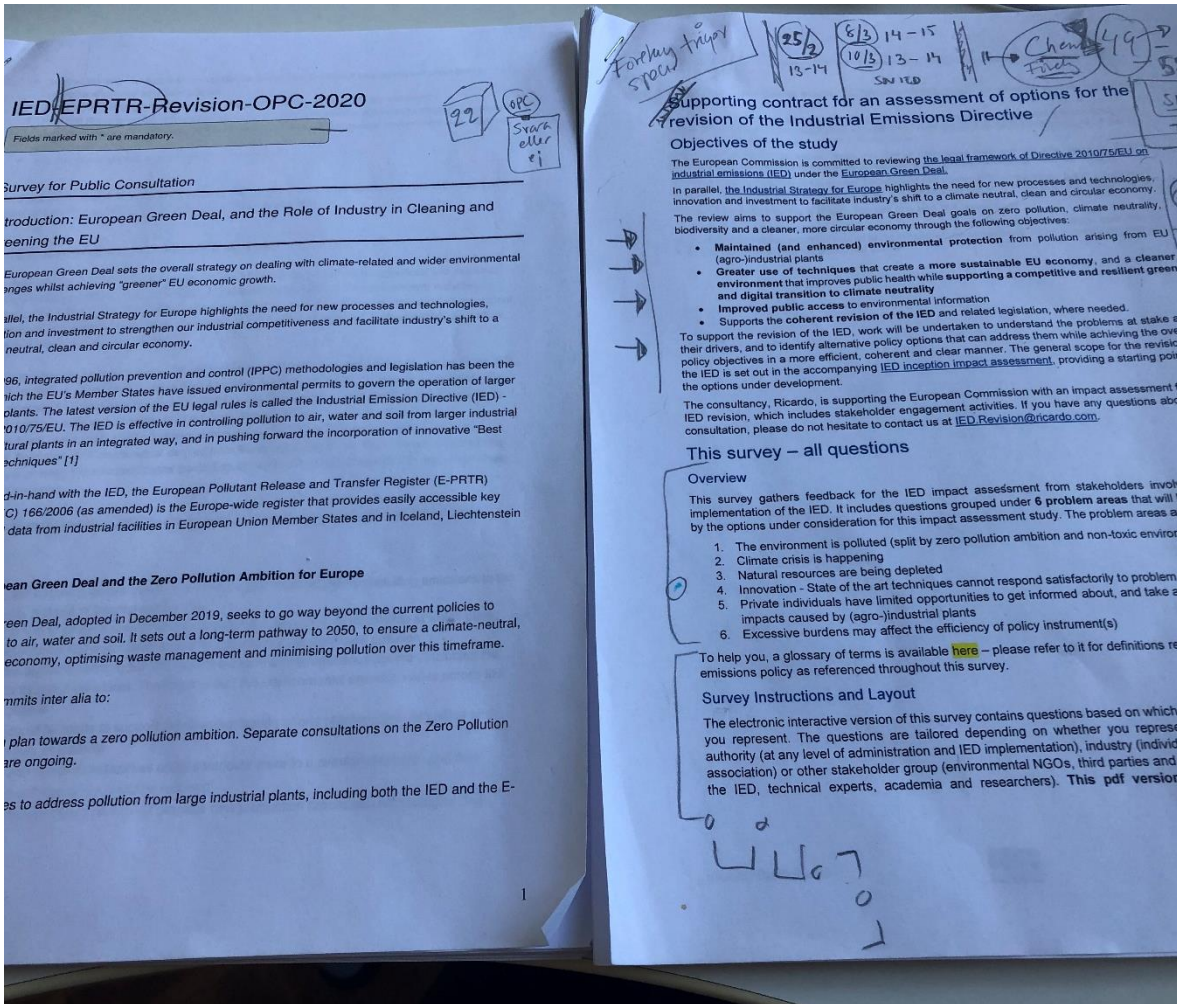 IED-EPRTR-Revision-OPC-2020
Fields marked with * are mandatory.
22
OPC
Svara
eller
ej
Survey for Public Consultation
troduction: European Green Deal, and the Role of Industry in Cleaning and
eening the EU
European Green Deal sets the overall strategy on dealing with climate-related and wider environmental
enges whilst achieving "greener" EU economic growth.
allel, the Industrial Strategy for Europe highlights the need for new processes and technologies,
tion and investment to strengthen our industrial competitiveness and facilitate industry's shift to a
neutral, clean and circular economy.
96, integrated pollution prevention and control (IPPC) methodologies and legislation has been the
hich the EU's Member States have issued environmental permits to govern the operation of larger
plants. The latest version of the EU legal rules is called the Industrial Emission Directive (IED) -
010/75/EU. The IED is effective in controlling pollution to air, water and soil from larger industrial
tural plants in an integrated way, and in pushing forward the incorporation of innovative "Best
echniques" [1]
d-in-hand with the IED, the European Pollutant Release and Transfer Register (E-PRTR)
C) 166/2006 (as amended) is the Europe-wide register that provides easily accessible key
data from industrial facilities in European Union Member States and in Iceland, Liechtenstein
ean Green Deal and the Zero Pollution Ambition for Europe
reen Deal, adopted in December 2019, seeks to go way beyond the current policies to
to air, water and soil. It sets out a long-term pathway to 2050, to ensure a climate-neutral,
economy, optimising waste management and minimising pollution over this timeframe.
mmits inter alia to:
plan towards a zero pollution ambition. Separate consultations on the Zero Pollution
are ongoing.
es to address pollution from large industrial plants, including both the IED and the E-
1
25/2
13-14
8/3 14-15
10/3 13-14
49
Supporting contract for an assessment of options for the
revision of the Industrial Emissions Directive
Objectives of the study
The European Commission is committed to reviewing the legal framework of Directive 2010/75/EU on
industrial emissions (IED) under the European Green Deal.
In parallel, the Industrial Strategy for Europe highlights the need for new processes and technologies,
innovation and investment to facilitate industry's shift to a climate neutral, clean and circular economy.
The review aims to support the European Green Deal goals on zero pollution, climate neutrality,
biodiversity and a cleaner, more circular economy through the following objectives:
• Maintained (and enhanced) environmental protection from pollution arising from EU
(agro-)industrial plants
• Greater use of techniques that create a more sustainable EU economy, and a cleaner
environment that improves public health while supporting a competitive and resilient green
and digital transition to climate neutrality
• Improved public access to environmental information
• Supports the coherent revision of the IED and related legislation, where needed.
To support the revision of the IED, work will be undertaken to understand the problems at stake a
their drivers, and to identify alternative policy options that can address them while achieving the ove
policy objectives in a more efficient, coherent and clear manner. The general scope for the revisio
the IED is set out in the accompanying IED inception impact assessment, providing a starting poin
the options under development.
The consultancy, Ricardo, is supporting the European Commission with an impact assessment f
IED revision, which includes stakeholder engagement activities. If you have any questions abo
consultation, please do not hesitate to contact us at IED.Revision@ricardo.com.
This survey – all questions
Overview
This survey gathers feedback for the IED impact assessment from stakeholders invol
implementation of the IED. It includes questions grouped under 6 problem areas that will
by the options under consideration for this impact assessment study. The problem areas a
1. The environment is polluted (split by zero pollution ambition and non-toxic enviror
2. Climate crisis is happening
3. Natural resources are being depleted
4. Innovation - State of the art techniques cannot respond satisfactorily to problem
5. Private individuals have limited opportunities to get informed about, and take a
impacts caused by (agro-)industrial plants
6. Excessive burdens may affect the efficiency of policy instrument(s)
To help you, a glossary of terms is available here – please refer to it for definitions re
emissions policy as referenced throughout this survey.
Survey Instructions and Layout
The electronic interactive version of this survey contains questions based on which
you represent. The questions are tailored depending on whether you represe
authority (at any level of administration and IED implementation), industry (individ
association) or other stakeholder group (environmental NGOs, third parties and
the IED, technical experts, academia and researchers). This pdf version